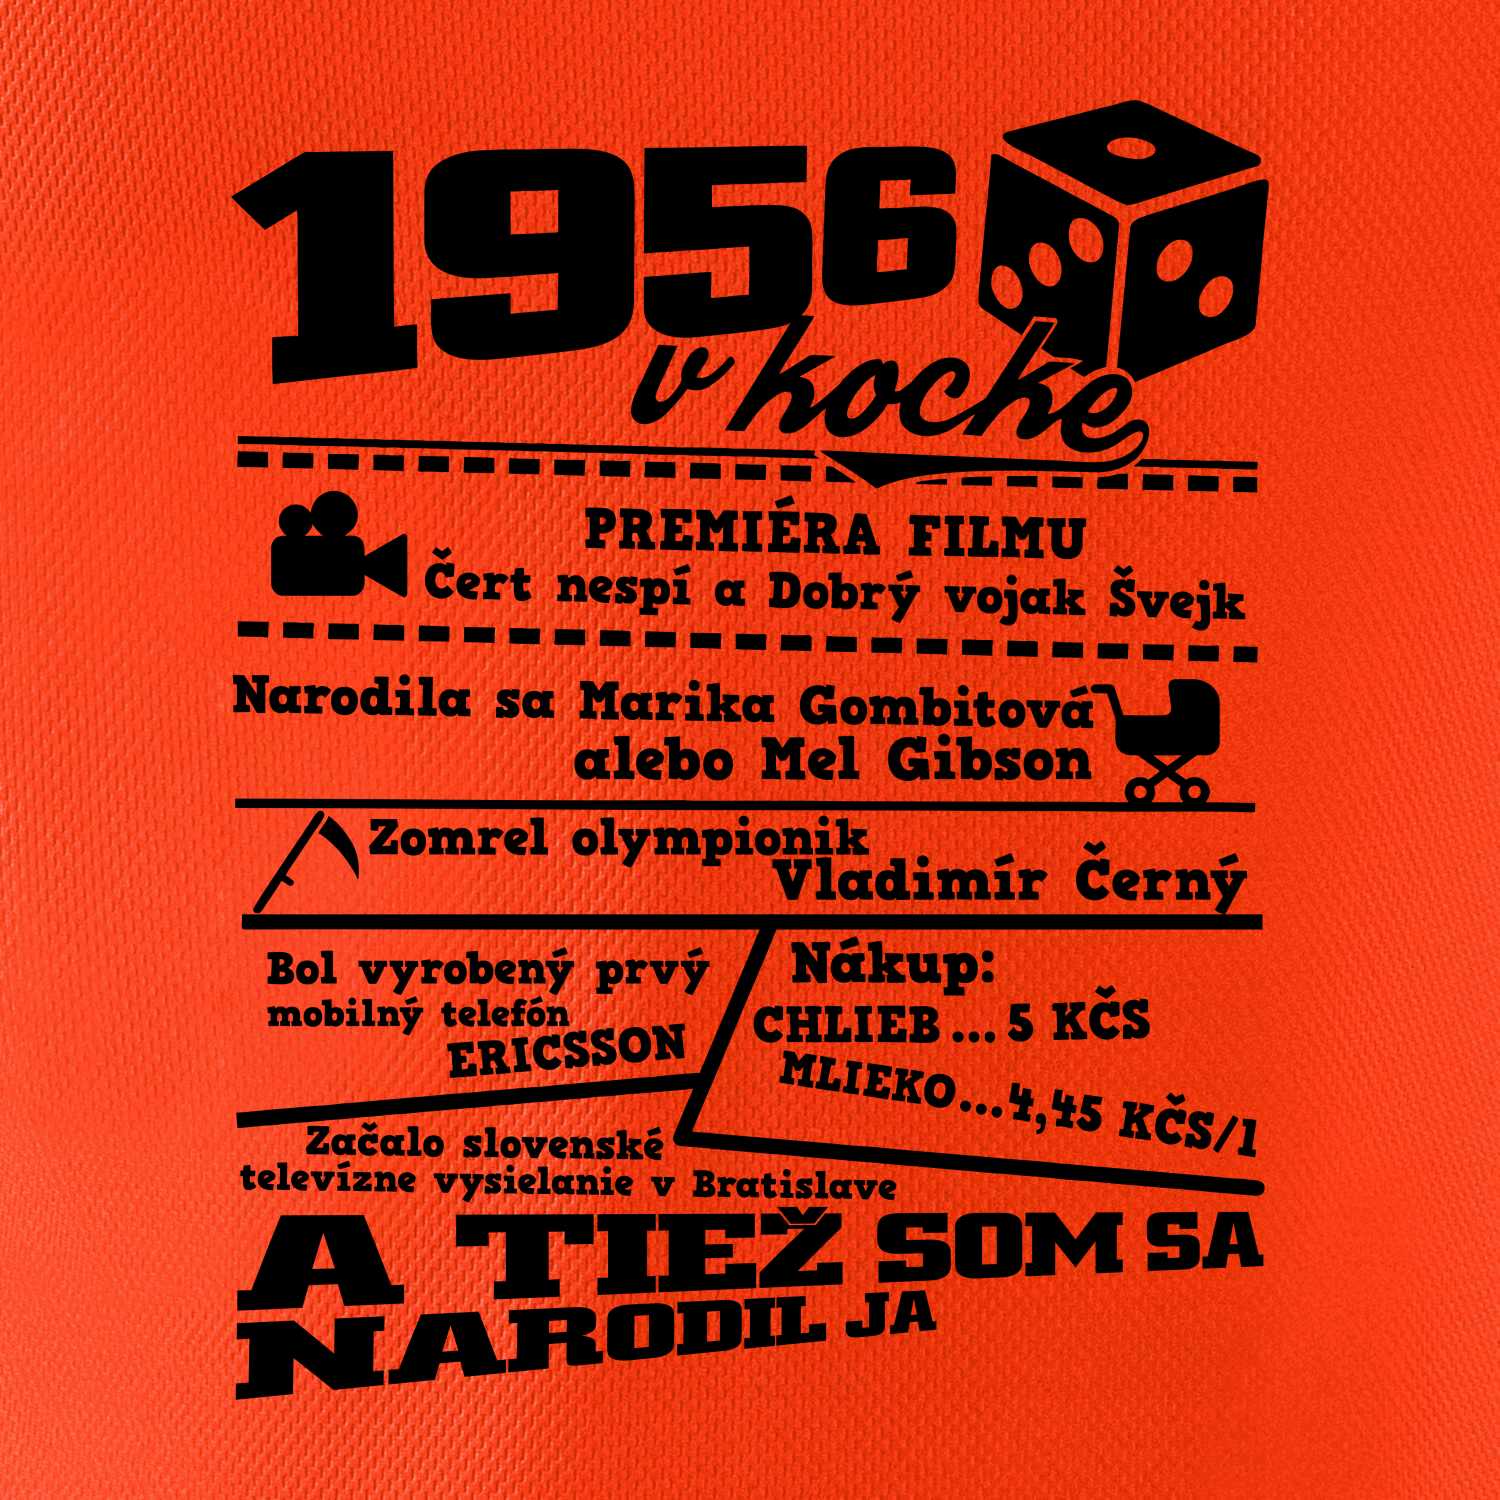 1956
v kocke
PREMIÉRA FILMU
Čert nespí a Dobrý vojak Švejk
Narodila sa Marika Gombitová
alebo Mel Gibson
Zomrel olympionik
Vladimír Černý
Bol vyrobený prvý
mobilný telefón
ERICSSON
Nákup:
CHLIEB...5 KČS
MLIEKO...4,45 KČS/l
Začalo slovenské
televízne vysielanie v Bratislave
A TIEŽ SOM SA
NARODIL JA